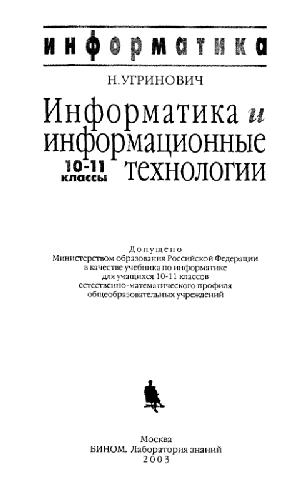 информатика
Н. УГРИНОВИЧ
Информатика и
информационные
10-11 классы технологии
Допущено
Министерством образования Российской Федерации
в качестве учебника по информатике
для учащихся 10-11 классов
естественно-математического профиля
общеобразовательных учреждений
Москва
БИНОМ. Лаборатория знаний
2003